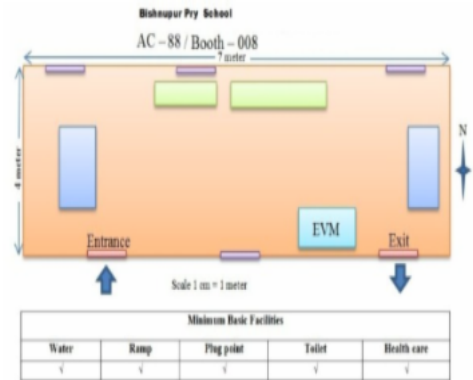 Bishnupur Pry School
AC – 88 / Booth – 008
7 meter
4 meter
N
EVM
Entrance
Exit
Scale 1 cm = 1 meter
Minimum Basic Facilities
Water Ramp Plug point Toilet Health care
√ √ √ √ √